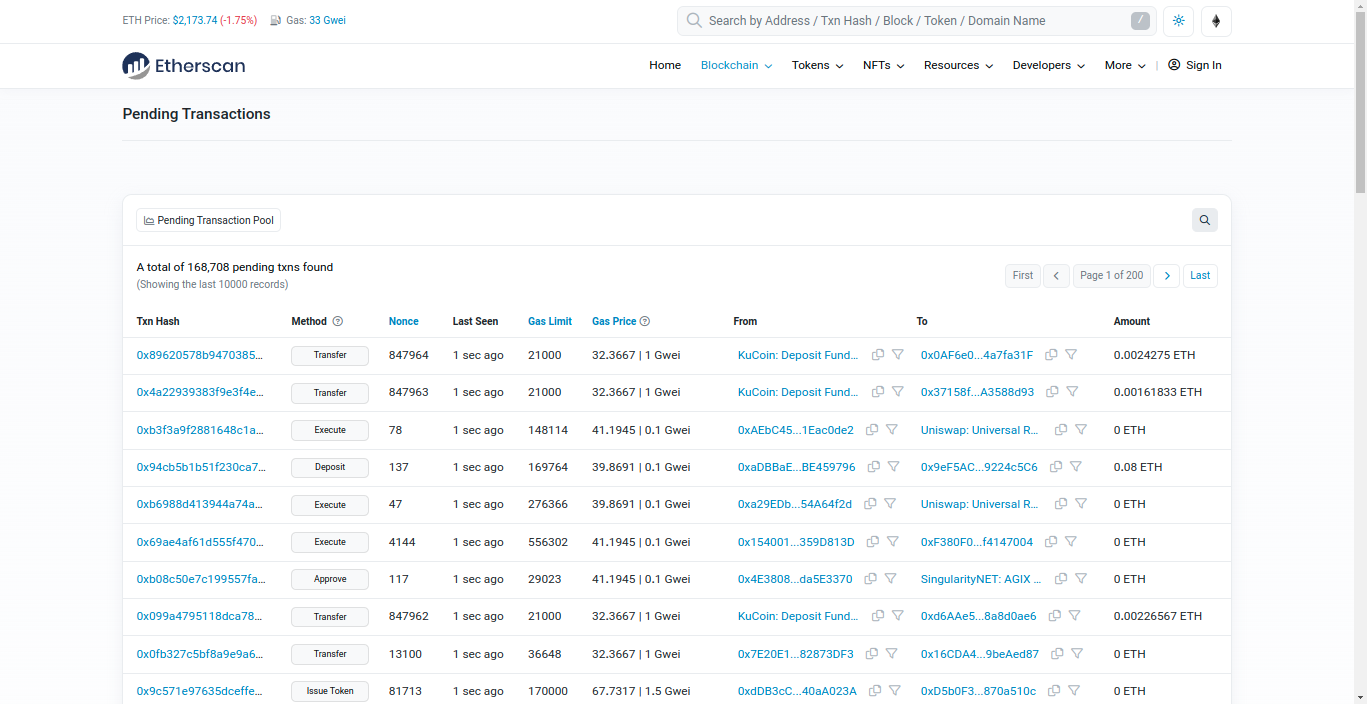 ETH Price: $2,173.74 (-1.75%) Gas: 33 Gwei
Search by Address / Txn Hash / Block / Token / Domain Name /
Etherscan
Home Blockchain Tokens NFTs Resources Developers More | Sign In
Pending Transactions
Pending Transaction Pool
A total of 168,708 pending txns found
(Showing the last 10000 records)
First Page 1 of 200 Last
Txn Hash Method Nonce Last Seen Gas Limit Gas Price From To Amount
0x89620578b9470385... Transfer 847964 1 sec ago 21000 32.3667 | 1 Gwei KuCoin: Deposit Fund... 0x0AF6e0...4a7fa31F 0.0024275 ETH
0x4a22939383f9e3f4e... Transfer 847963 1 sec ago 21000 32.3667 | 1 Gwei KuCoin: Deposit Fund... 0x37158f...A3588d93 0.00161833 ETH
0xb3f3a9f2881648c1a... Execute 78 1 sec ago 148114 41.1945 | 0.1 Gwei 0xAEbC45...1Eac0de2 Uniswap: Universal R... 0 ETH
0x94cb5b1b51f230ca7... Deposit 137 1 sec ago 169764 39.8691 | 0.1 Gwei 0xaDBBaE...BE459796 0x9eF5AC...9224c5C6 0.08 ETH
0xb6988d413944a74a... Execute 47 1 sec ago 276366 39.8691 | 0.1 Gwei 0xa29EDb...54A64f2d Uniswap: Universal R... 0 ETH
0x69ae4af61d555f470... Execute 4144 1 sec ago 556302 41.1945 | 0.1 Gwei 0x154001...359D813D 0xF380F0...f4147004 0 ETH
0xb08c50e7c199557fa... Approve 117 1 sec ago 29023 41.1945 | 0.1 Gwei 0x4E3808...da5E3370 SingularityNET: AGIX ... 0 ETH
0x099a4795118dca78... Transfer 847962 1 sec ago 21000 32.3667 | 1 Gwei KuCoin: Deposit Fund... 0xd6AAe5...8a8d0ae6 0.00226567 ETH
0x0fb327c5bf8a9e9a6... Transfer 13100 1 sec ago 36648 32.3667 | 1 Gwei 0x7E20E1...82873DF3 0x16CDA4...9beAed87 0 ETH
0x9c571e97635dceffe... Issue Token 81713 1 sec ago 170000 67.7317 | 1.5 Gwei 0xdDB3cC...40aA023A 0xD5b0F3...870a510c 0 ETH